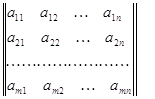 a₁₁ a₁₂ … a₁ₙ
a₂₁ a₂₂ … a₂ₙ
........................
aₘ₁ aₘ₂ … aₘₙ